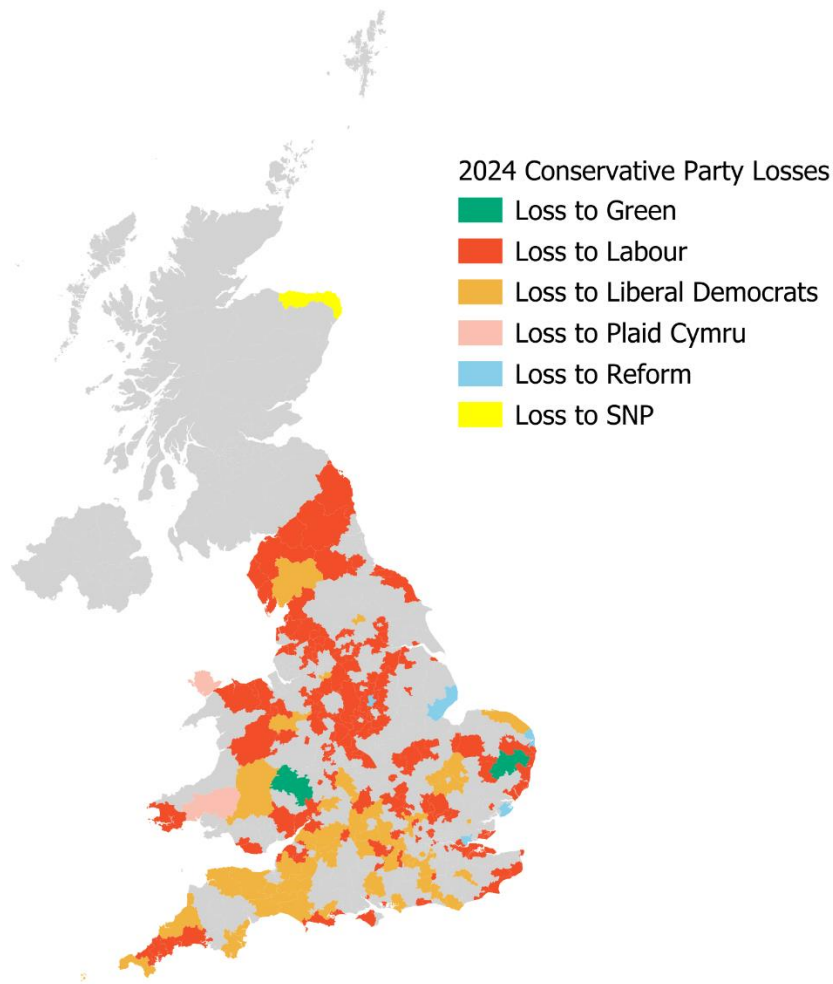 2024 Conservative Party Losses
Loss to Green
Loss to Labour
Loss to Liberal Democrats
Loss to Plaid Cymru
Loss to Reform
Loss to SNP